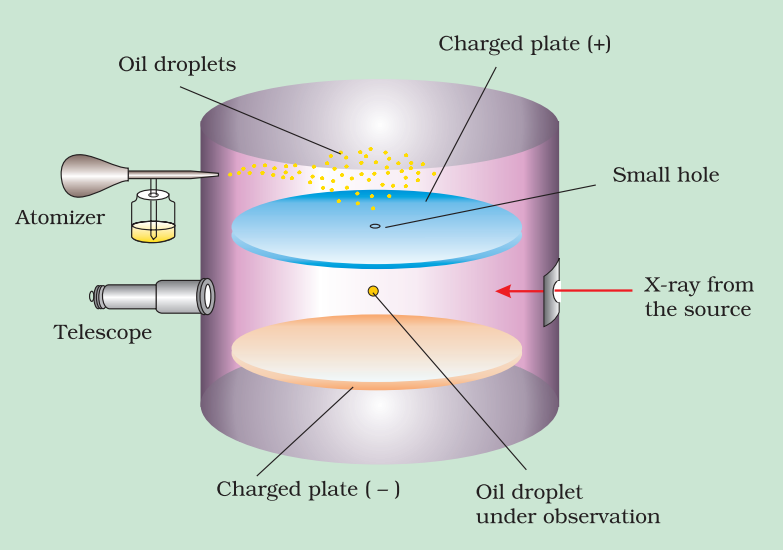 Charged plate (+)
Oil droplets
Small hole
Atomizer
X-ray from
the source
Telescope
Charged plate ( – )
Oil droplet
under observation